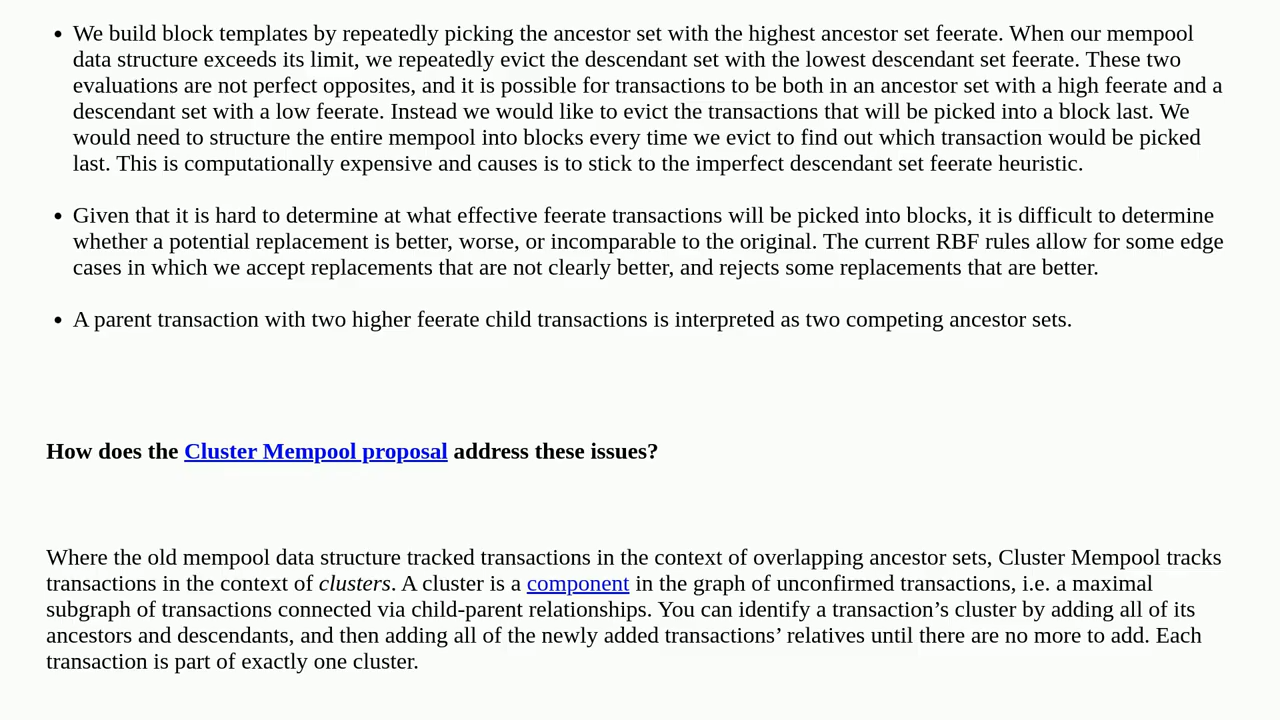 • We build block templates by repeatedly picking the ancestor set with the highest ancestor set feerate. When our mempool
data structure exceeds its limit, we repeatedly evict the descendant set with the lowest descendant set feerate. These two
evaluations are not perfect opposites, and it is possible for transactions to be both in an ancestor set with a high feerate and a
descendant set with a low feerate. Instead we would like to evict the transactions that will be picked into a block last. We
would need to structure the entire mempool into blocks every time we evict to find out which transaction would be picked
last. This is computationally expensive and causes is to stick to the imperfect descendant set feerate heuristic.
• Given that it is hard to determine at what effective feerate transactions will be picked into blocks, it is difficult to determine
whether a potential replacement is better, worse, or incomparable to the original. The current RBF rules allow for some edge
cases in which we accept replacements that are not clearly better, and rejects some replacements that are better.
• A parent transaction with two higher feerate child transactions is interpreted as two competing ancestor sets.
How does the Cluster Mempool proposal address these issues?
Where the old mempool data structure tracked transactions in the context of overlapping ancestor sets, Cluster Mempool tracks
transactions in the context of clusters. A cluster is a component in the graph of unconfirmed transactions, i.e. a maximal
subgraph of transactions connected via child-parent relationships. You can identify a transaction’s cluster by adding all of its
ancestors and descendants, and then adding all of the newly added transactions’ relatives until there are no more to add. Each
transaction is part of exactly one cluster.